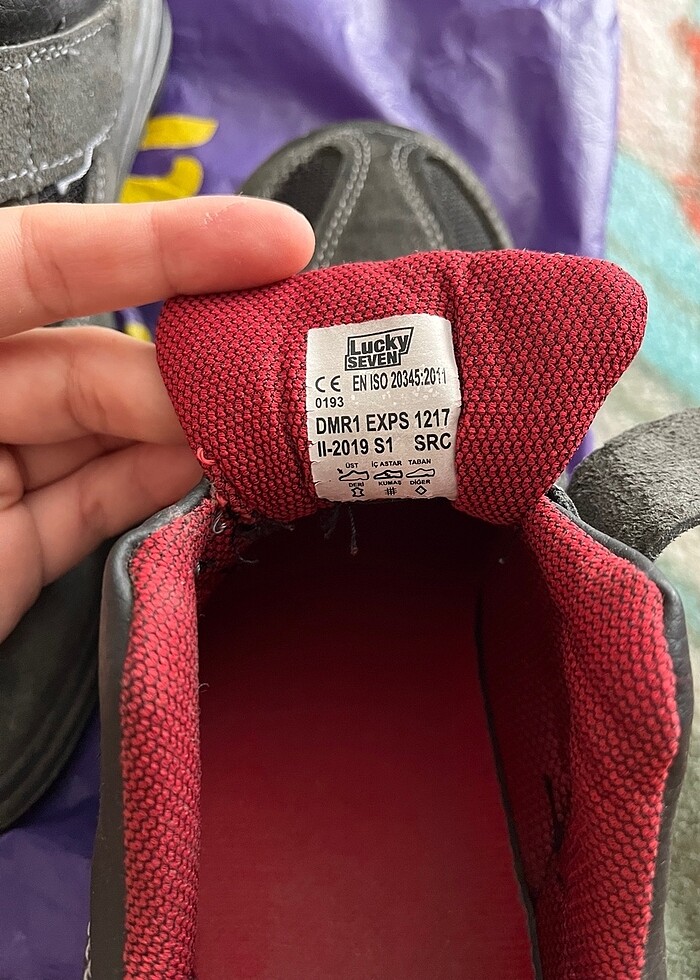 Lucky
SEVEN
CE EN ISO 20345:2011
0193
DMR1 EXPS 1217
II-2019 S1 SRC
ÜST İÇ ASTAR TABAN
DERİ KUMAŞ DİĞER